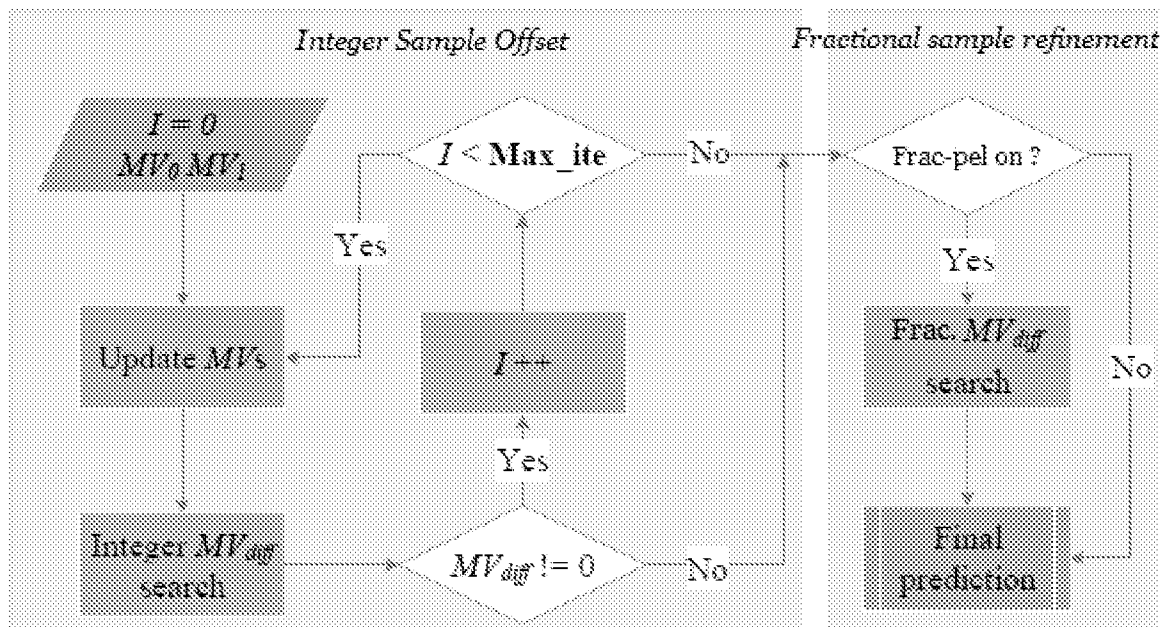 Integer Sample Offset
Fractional sample refinement
I = 0
MV0 MV1
I < Max_ite
No
Frac-pel on ?
Yes
Yes
Update MVs
I++
Frac. MVdiff
search
No
Yes
Integer MVdiff
search
MVdiff != 0
No
Final
prediction